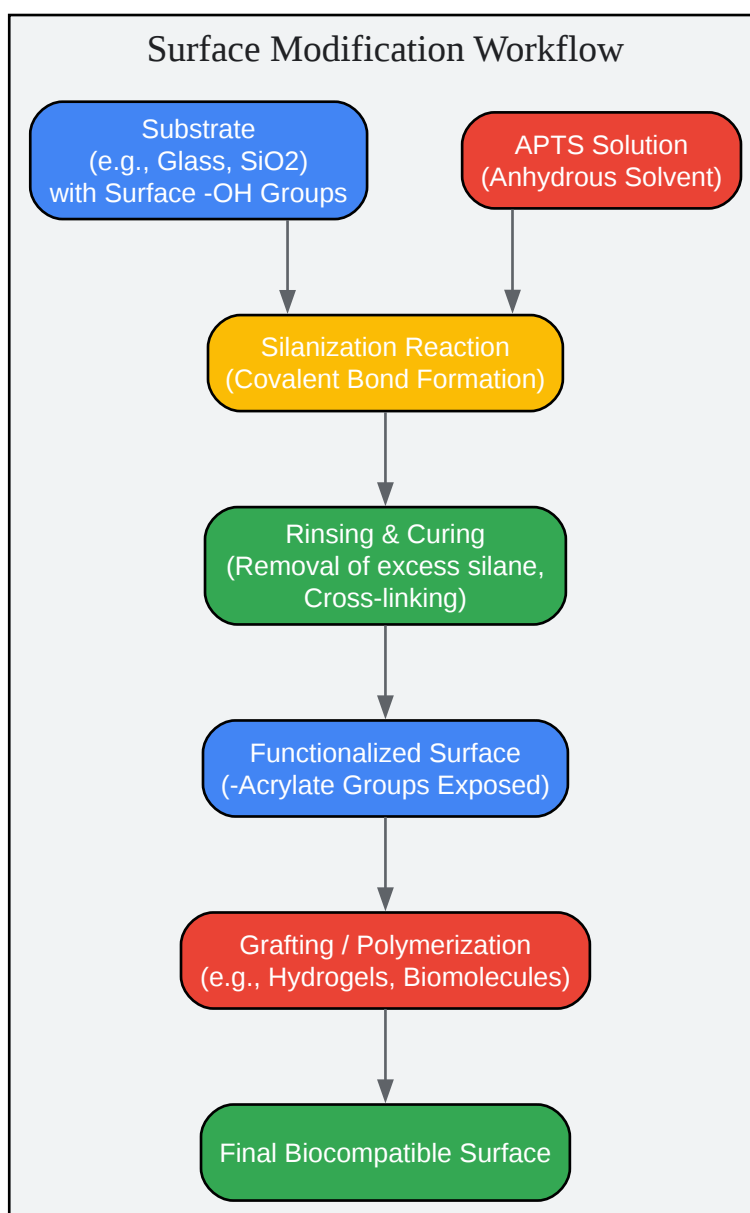 Surface Modification Workflow
Substrate
(e.g., Glass, SiO2)
with Surface -OH Groups
APTS Solution
(Anhydrous Solvent)
Silanization Reaction
(Covalent Bond Formation)
Rinsing & Curing
(Removal of excess silane,
Cross-linking)
Functionalized Surface
(-Acrylate Groups Exposed)
Grafting / Polymerization
(e.g., Hydrogels, Biomolecules)
Final Biocompatible Surface